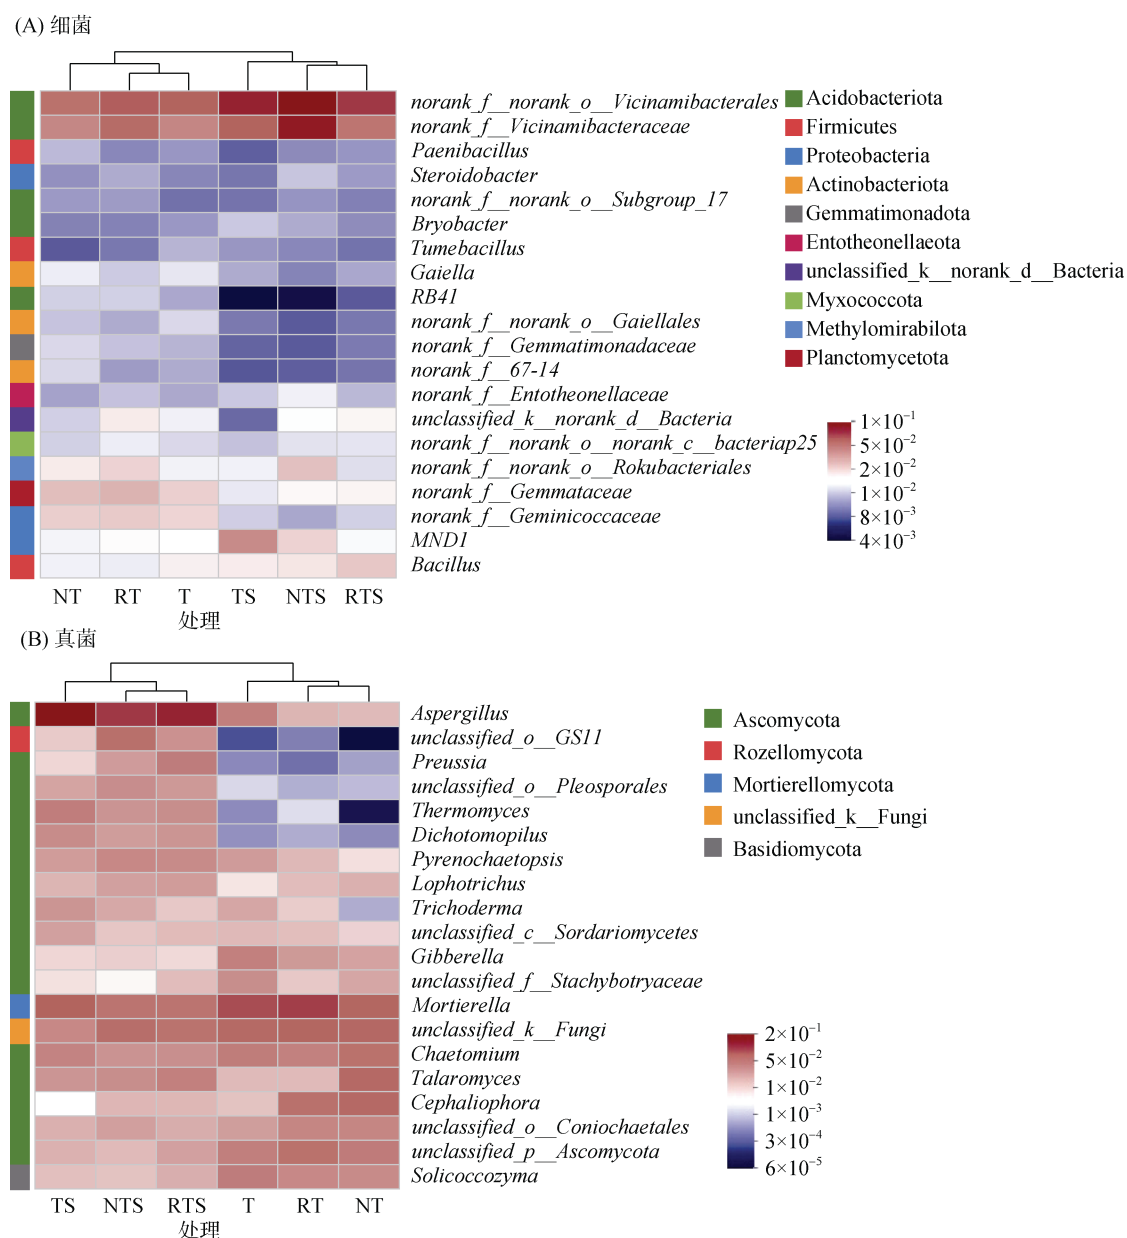 (A) 细菌
norank_f__norank_o__Vicinamibacterales
norank_f__Vicinamibacteraceae
Paenibacillus
Steroidobacter
norank_f__norank_o__Subgroup_17
Bryobacter
Tumebacillus
Gaiella
RB41
norank_f__norank_o__Gaiellales
norank_f__Gemmatimonadaceae
norank_f__67-14
norank_f__Entotheonellaceae
unclassified_k__norank_d__Bacteria
norank_f__norank_o__norank_c__bacteriap25
norank_f__norank_o__Rokubacteriales
norank_f__Gemmataceae
norank_f__Geminicoccaceae
MND1
Bacillus
Acidobacteriota
Firmicutes
Proteobacteria
Actinobacteriota
Gemmatimonadota
Entotheonellaeota
unclassified_k__norank_d__Bacteria
Myxococcota
Methylomirabilota
Planctomycetota
1×10⁻¹
5×10⁻²
2×10⁻²
1×10⁻²
8×10⁻³
4×10⁻³
NT RT T TS NTS RTS
处理
(B) 真菌
Aspergillus
unclassified_o__GS11
Preussia
unclassified_o__Pleosporales
Thermomyces
Dichotomopilus
Pyrenochaetopsis
Lophotrichus
Trichoderma
unclassified_c__Sordariomycetes
Gibberella
unclassified_f__Stachybotryaceae
Mortierella
unclassified_k__Fungi
Chaetomium
Talaromyces
Cephaliophora
unclassified_o__Coniochaetales
unclassified_p__Ascomycota
Solicoccozyma
Ascomycota
Rozellomycota
Mortierellomycota
unclassified_k__Fungi
Basidiomycota
2×10⁻¹
5×10⁻²
1×10⁻²
1×10⁻³
3×10⁻⁴
6×10⁻⁵
TS NTS RTS T RT NT
处理